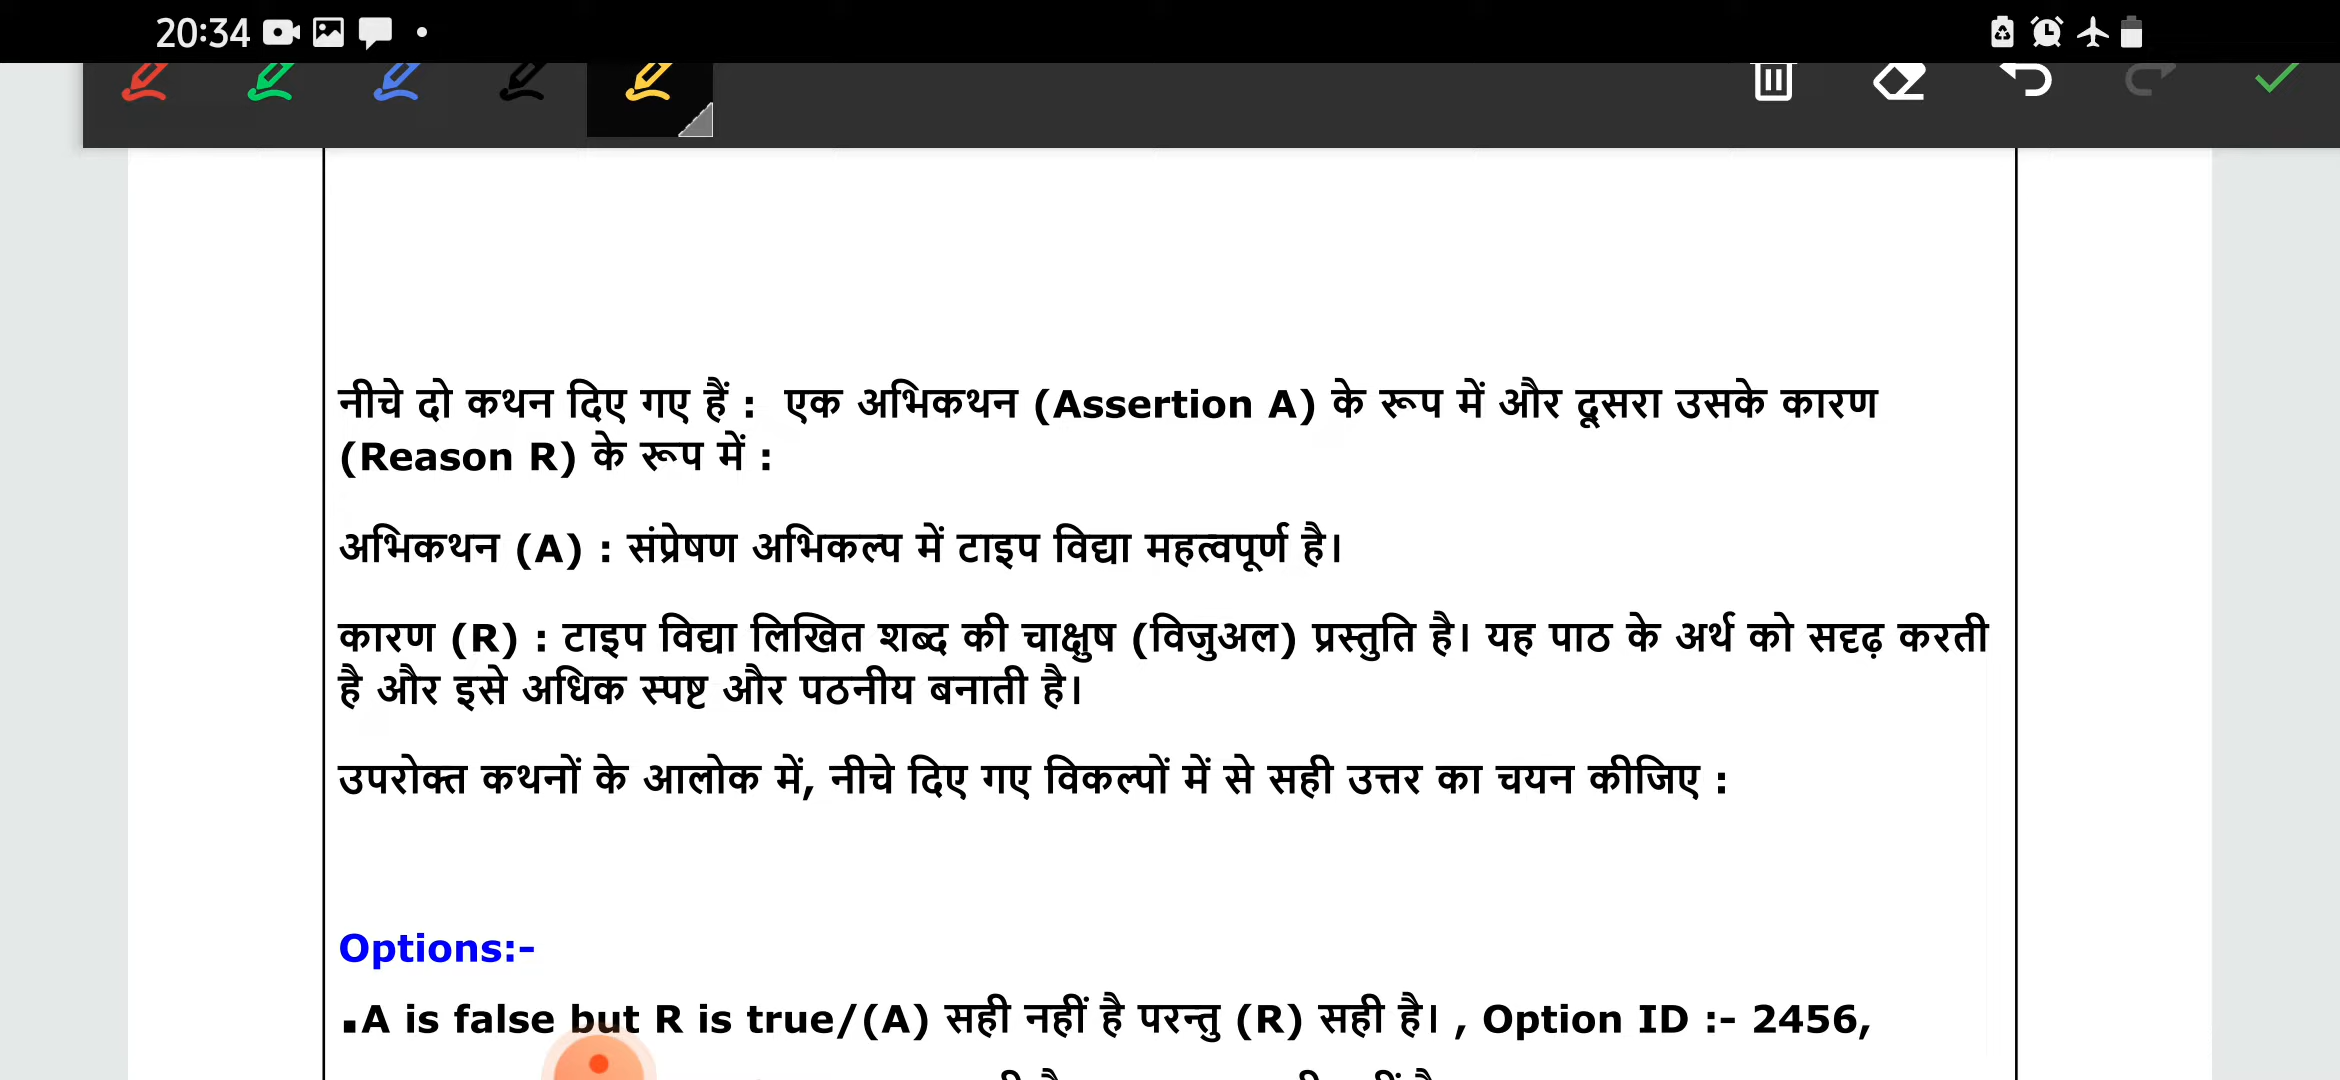 20:34
नीचे दो कथन दिए गए हैं : एक अभिकथन (Assertion A) के रूप में और दूसरा उसके कारण
(Reason R) के रूप में :
अभिकथन (A) : संप्रेषण अभिकल्प में टाइप विद्या महत्वपूर्ण है।
कारण (R) : टाइप विद्या लिखित शब्द की चाक्षुष (विजुअल) प्रस्तुति है। यह पाठ के अर्थ को सदृढ़ करती
है और इसे अधिक स्पष्ट और पठनीय बनाती है।
उपरोक्त कथनों के आलोक में, नीचे दिए गए विकल्पों में से सही उत्तर का चयन कीजिए :
Options:-
▪A is false but R is true/(A) सही नहीं है परन्तु (R) सही है। , Option ID :- 2456,